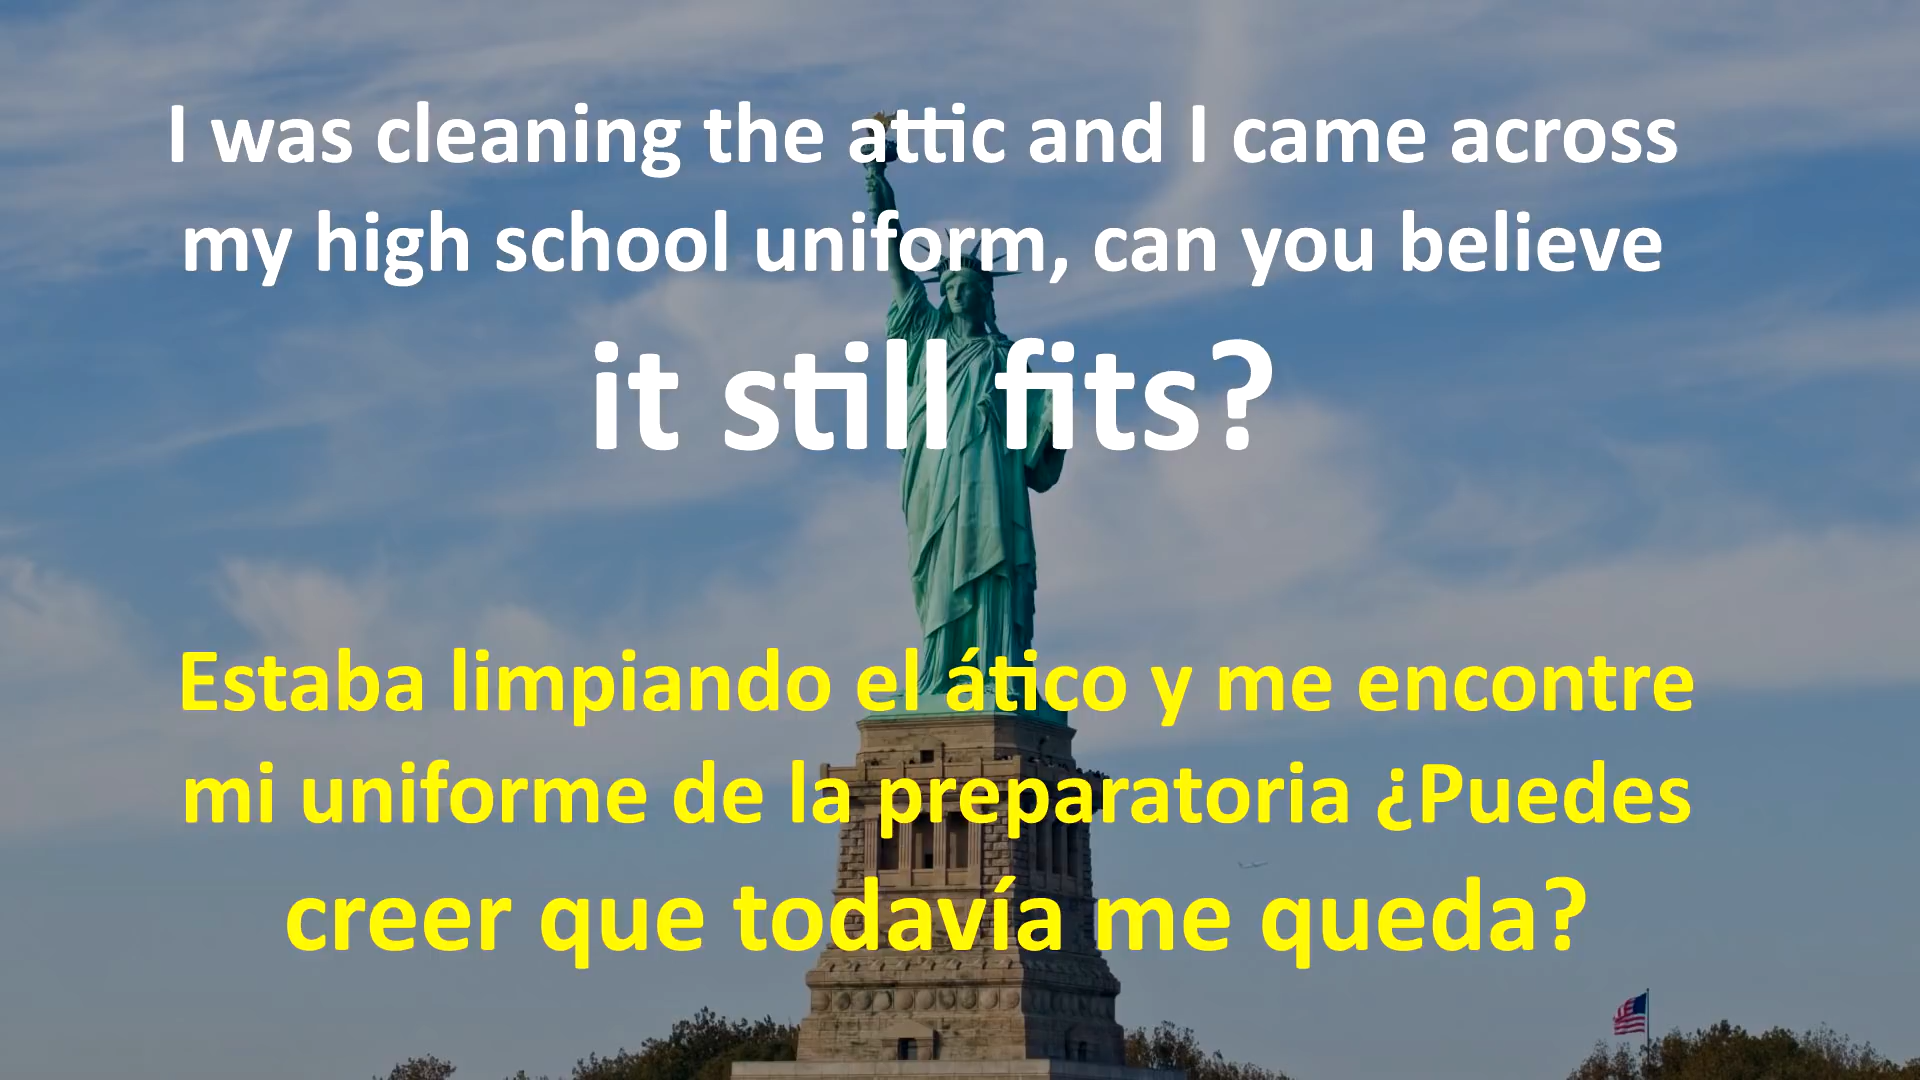 I was cleaning the attic and I came across
my high school uniform, can you believe
it still fits?
Estaba limpiando el ático y me encontre
mi uniforme de la preparatoria ¿Puedes
creer que todavía me queda?